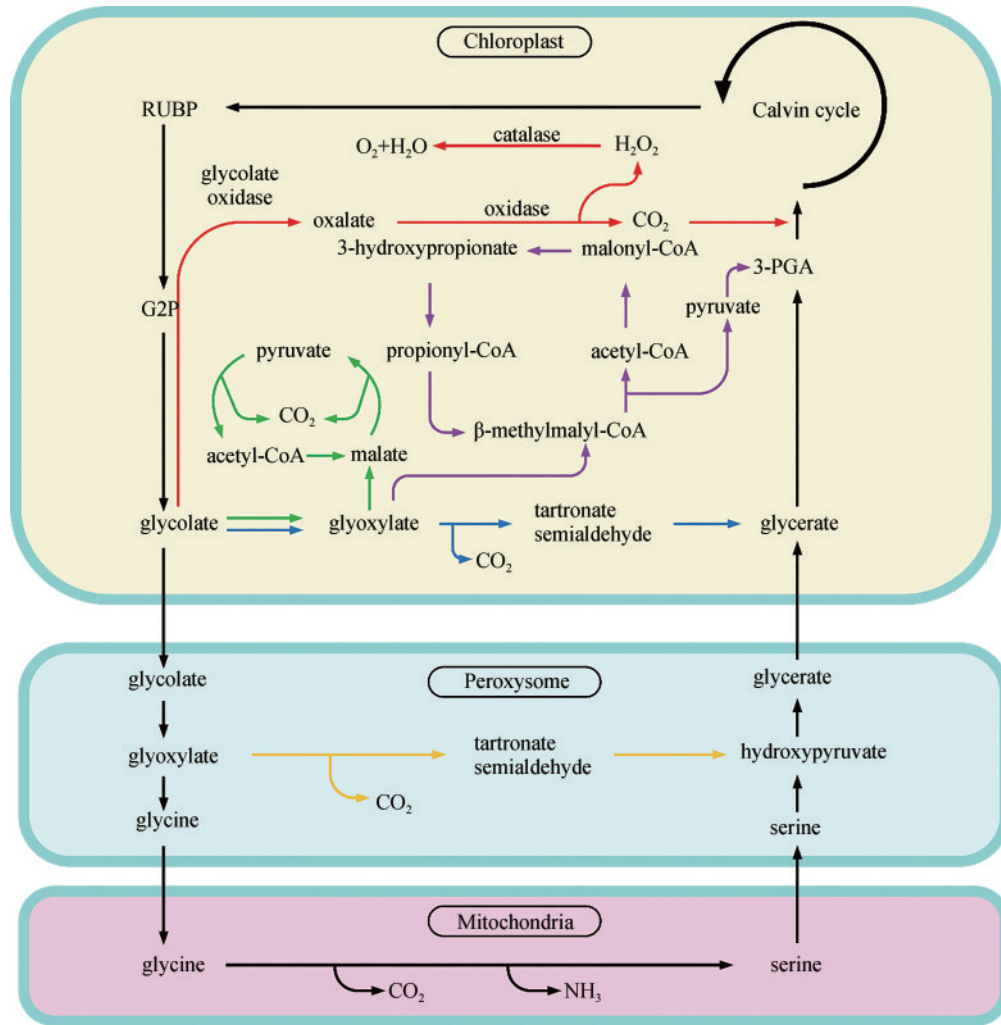 Chloroplast
RUBP
Calvin cycle
O₂+H₂O
catalase
H₂O₂
glycolate
oxidase
oxalate
oxidase
CO₂
3-hydroxypropionate
malonyl-CoA
3-PGA
G2P
pyruvate
pyruvate
propionyl-CoA
acetyl-CoA
CO₂
β-methylmalyl-CoA
acetyl-CoA
malate
glycolate
glyoxylate
tartronate
semialdehyde
glycerate
CO₂
glycolate
Peroxysome
glycerate
glyoxylate
tartronate
semialdehyde
hydroxypyruvate
CO₂
glycine
serine
Mitochondria
glycine
serine
CO₂
NH₃